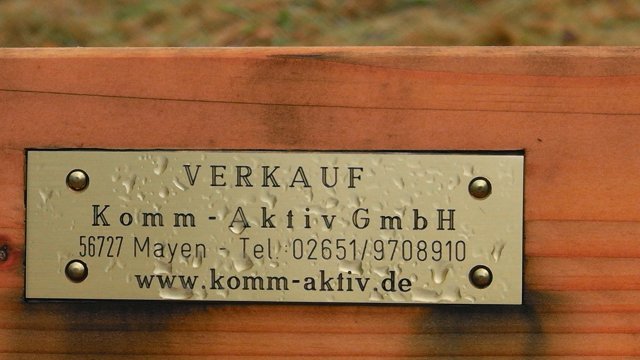 VERKAUF
Komm-Aktiv GmbH
56727 Mayen - Tel.: 02651/9708910
www.komm-aktiv.de